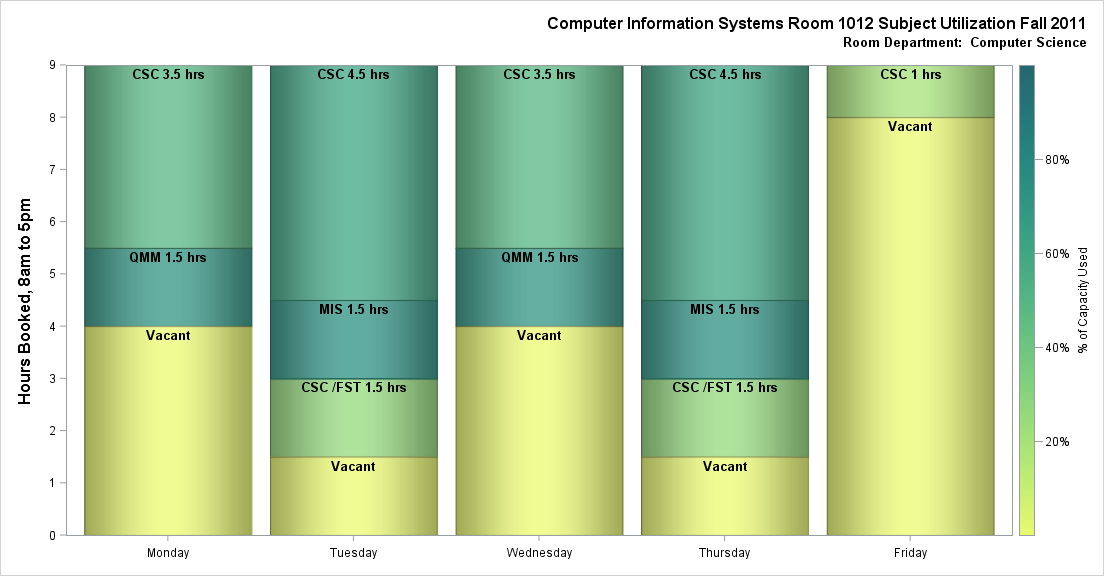 Computer Information Systems Room 1012 Subject Utilization Fall 2011
Room Department:  Computer Science
Hours Booked, 8am to 5pm
9
8
7
6
5
4
3
2
1
0
CSC 3.5 hrs
QMM 1.5 hrs
Vacant
CSC 4.5 hrs
MIS 1.5 hrs
CSC /FST 1.5 hrs
Vacant
CSC 3.5 hrs
QMM 1.5 hrs
Vacant
CSC 4.5 hrs
MIS 1.5 hrs
CSC /FST 1.5 hrs
Vacant
CSC 1 hrs
Vacant
Monday
Tuesday
Wednesday
Thursday
Friday
80%
60%
40%
20%
% of Capacity Used